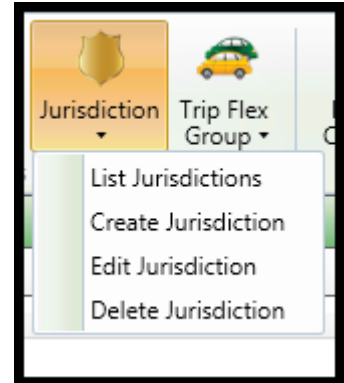 Jurisdiction
Trip Flex
Group
List Jurisdictions
Create Jurisdiction
Edit Jurisdiction
Delete Jurisdiction